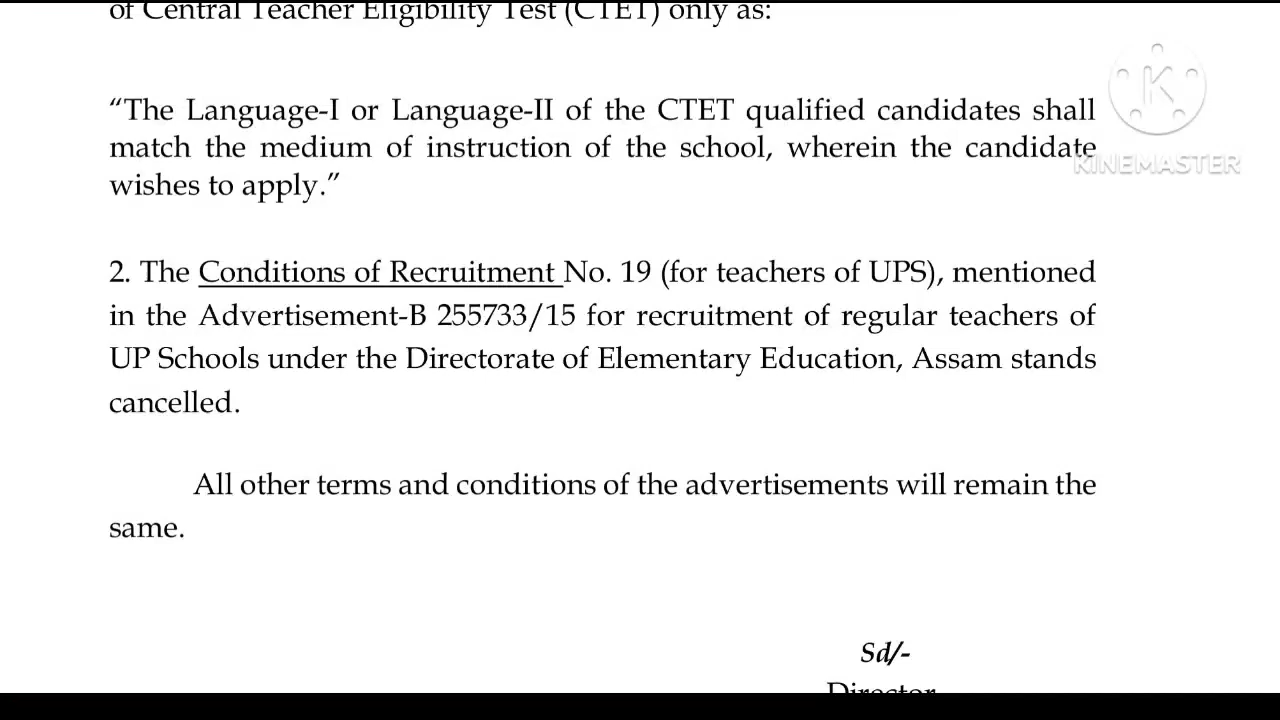 of Central Teacher Eligibility Test (CTET) only as:
“The Language-I or Language-II of the CTET qualified candidates shall
match the medium of instruction of the school, wherein the candidate
wishes to apply.”
2. The Conditions of Recruitment No. 19 (for teachers of UPS), mentioned
in the Advertisement-B 255733/15 for recruitment of regular teachers of
UP Schools under the Directorate of Elementary Education, Assam stands
cancelled.
All other terms and conditions of the advertisements will remain the
same.
Sd/-
Director
K
KINEMASTER